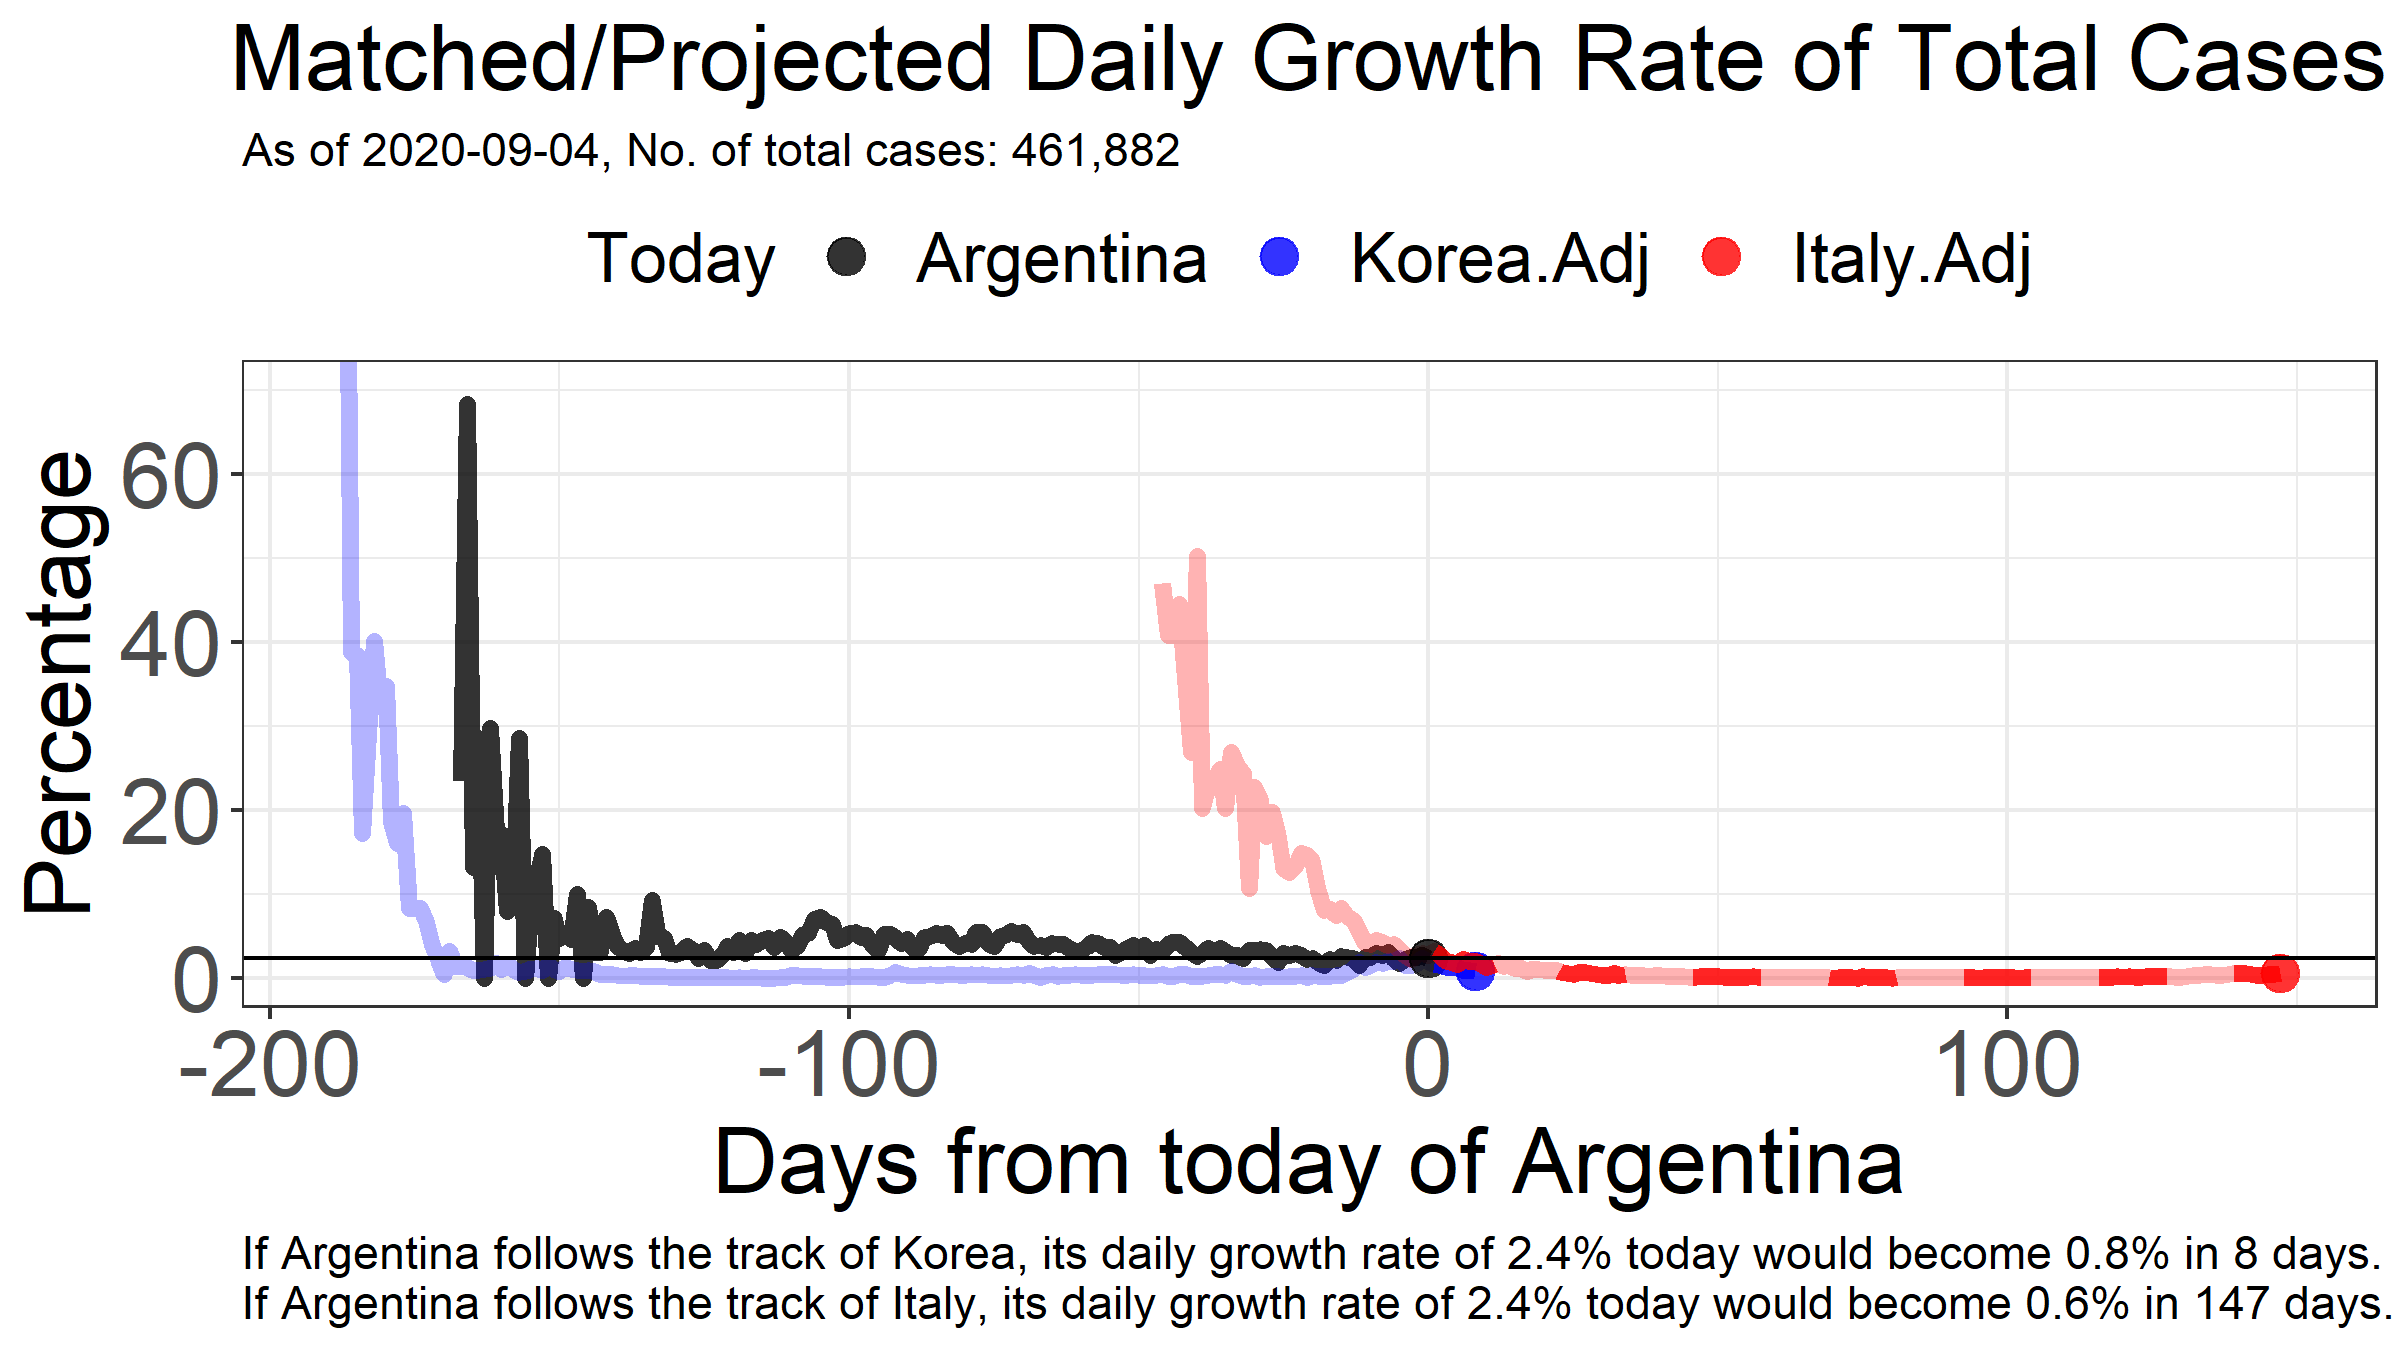 Matched/Projected Daily Growth Rate of Total Cases
As of 2020-09-04, No. of total cases: 461,882
Today Argentina Korea.Adj Italy.Adj
Percentage
60
40
20
0
-200 -100 0 100
Days from today of Argentina
If Argentina follows the track of Korea, its daily growth rate of 2.4% today would become 0.8% in 8 days.
If Argentina follows the track of Italy, its daily growth rate of 2.4% today would become 0.6% in 147 days.